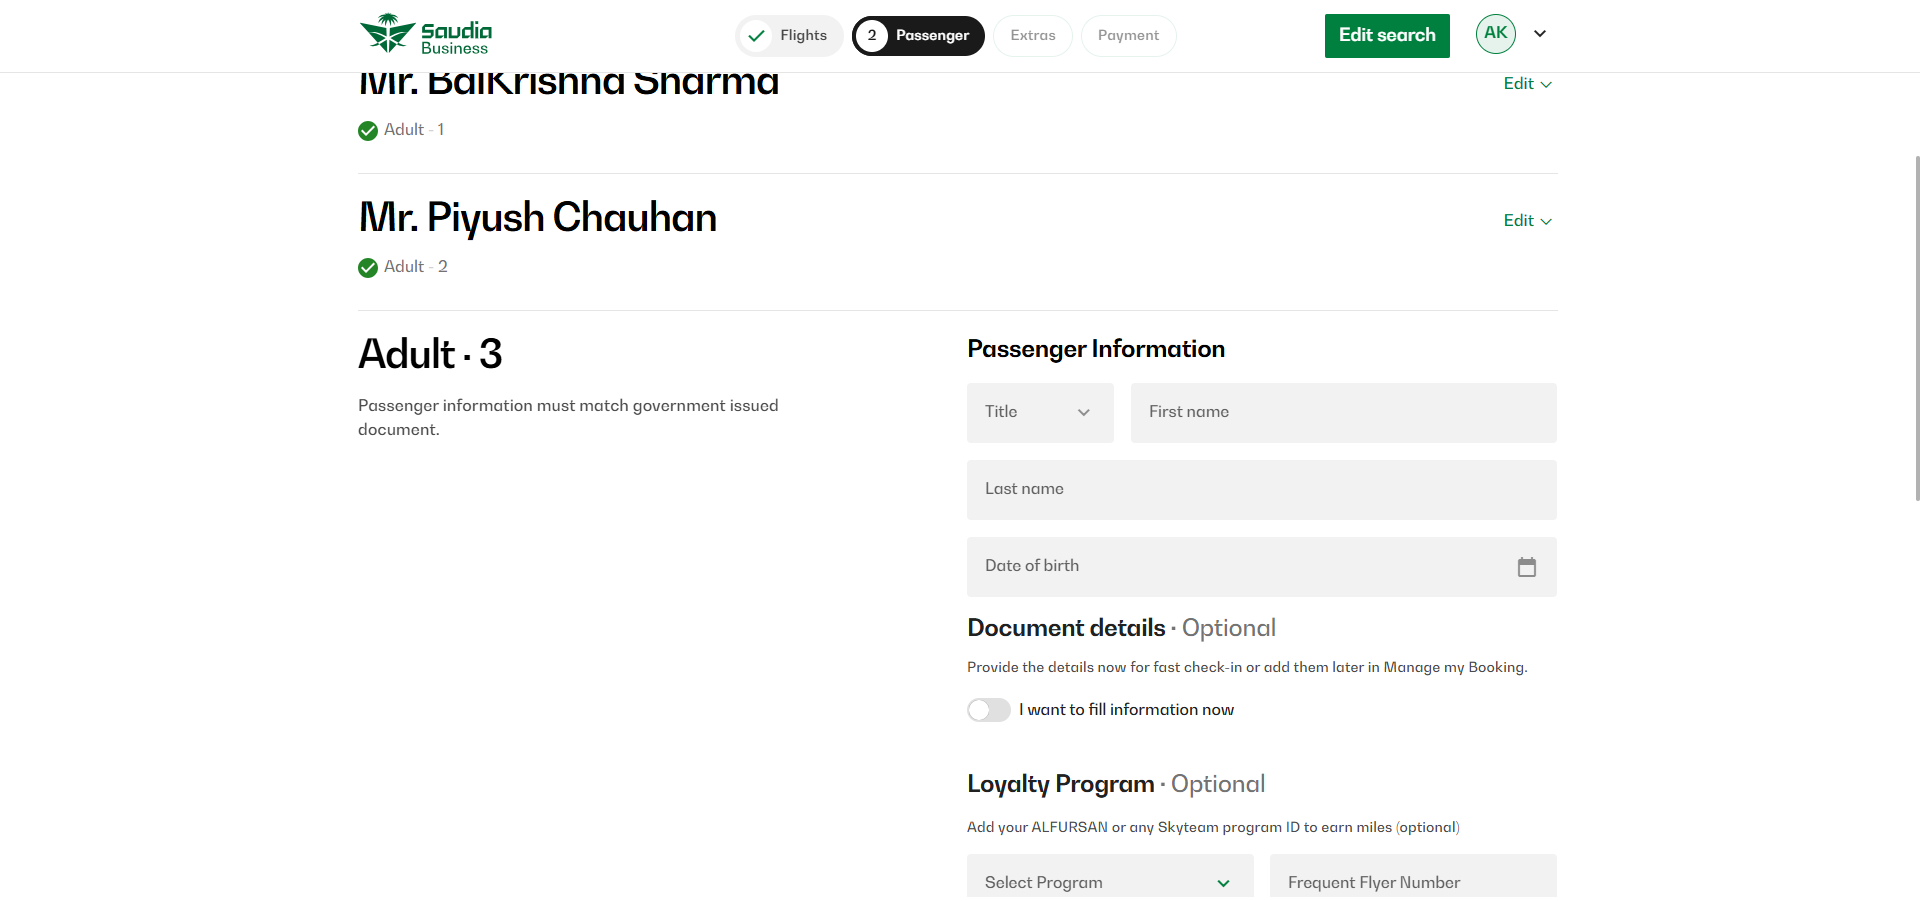 Saudia
Business
Flights
2 Passenger
Extras
Payment
Edit search
AK
Mr. BalKrishna Sharma
Edit
Adult - 1
Mr. Piyush Chauhan
Edit
Adult - 2
Adult · 3
Passenger information must match government issued
document.
Passenger Information
Title
First name
Last name
Date of birth
Document details · Optional
Provide the details now for fast check-in or add them later in Manage my Booking.
I want to fill information now
Loyalty Program · Optional
Add your ALFURSAN or any Skyteam program ID to earn miles (optional)
Select Program
Frequent Flyer Number